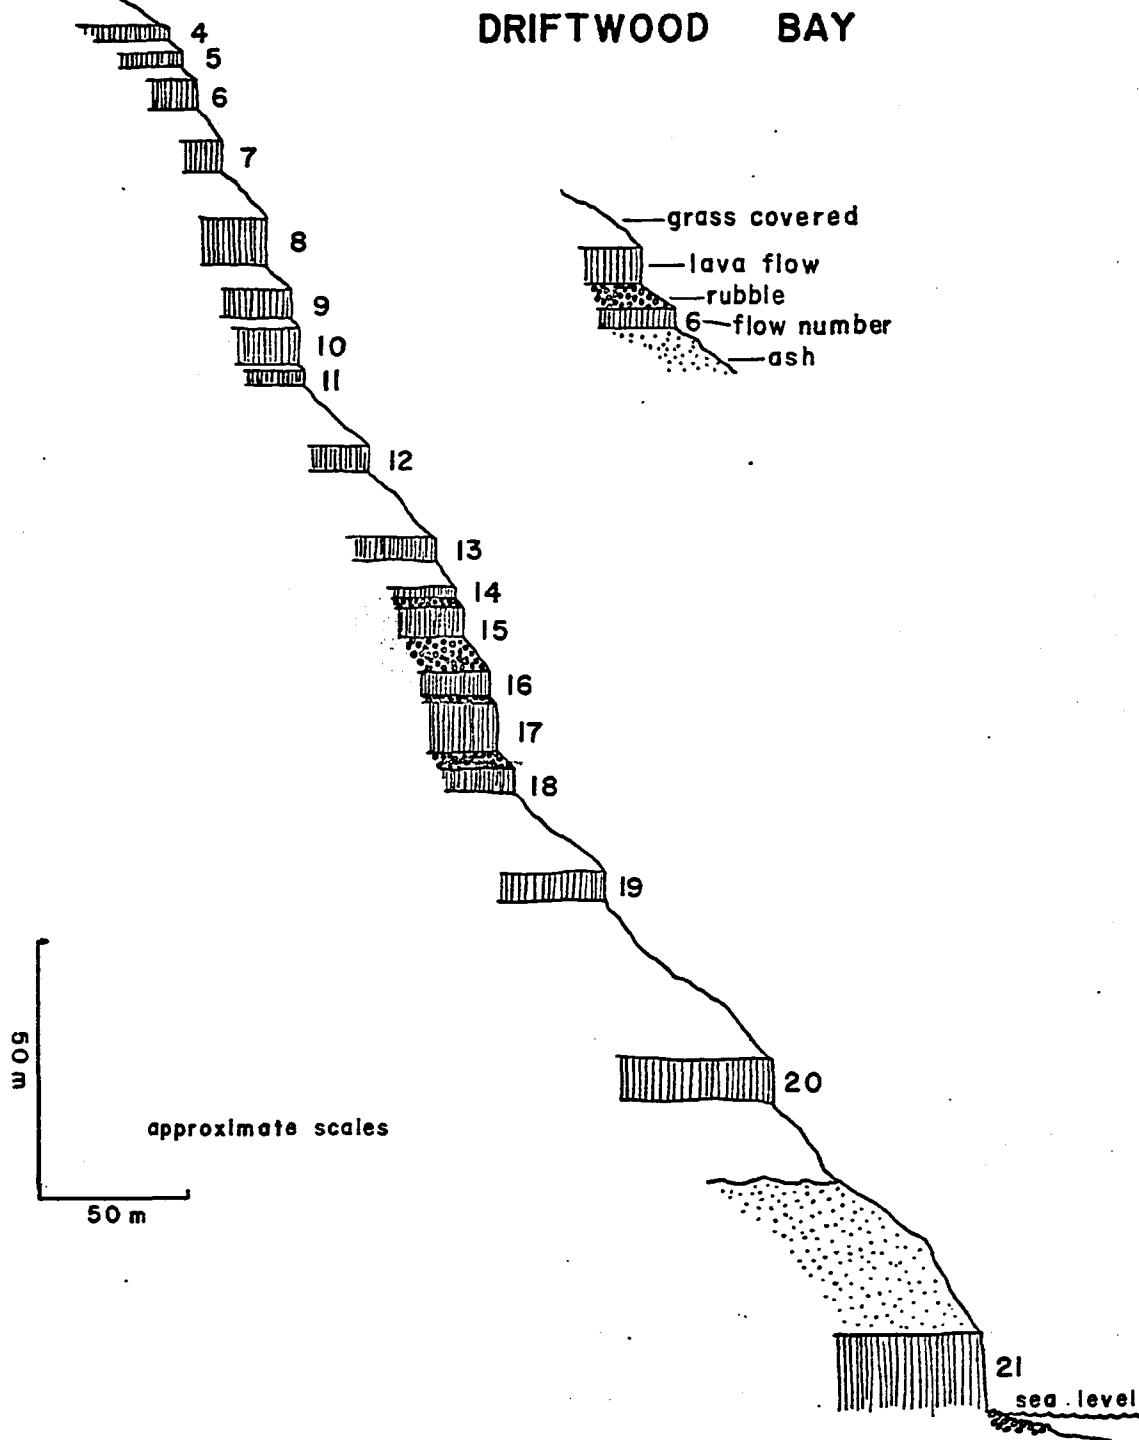 DRIFTWOOD BAY
4
5
6
7
8
9
10
11
12
13
14
15
16
17
18
19
20
21
grass covered
lava flow
rubble
6 flow number
ash
50 m
approximate scales
50 m
sea level